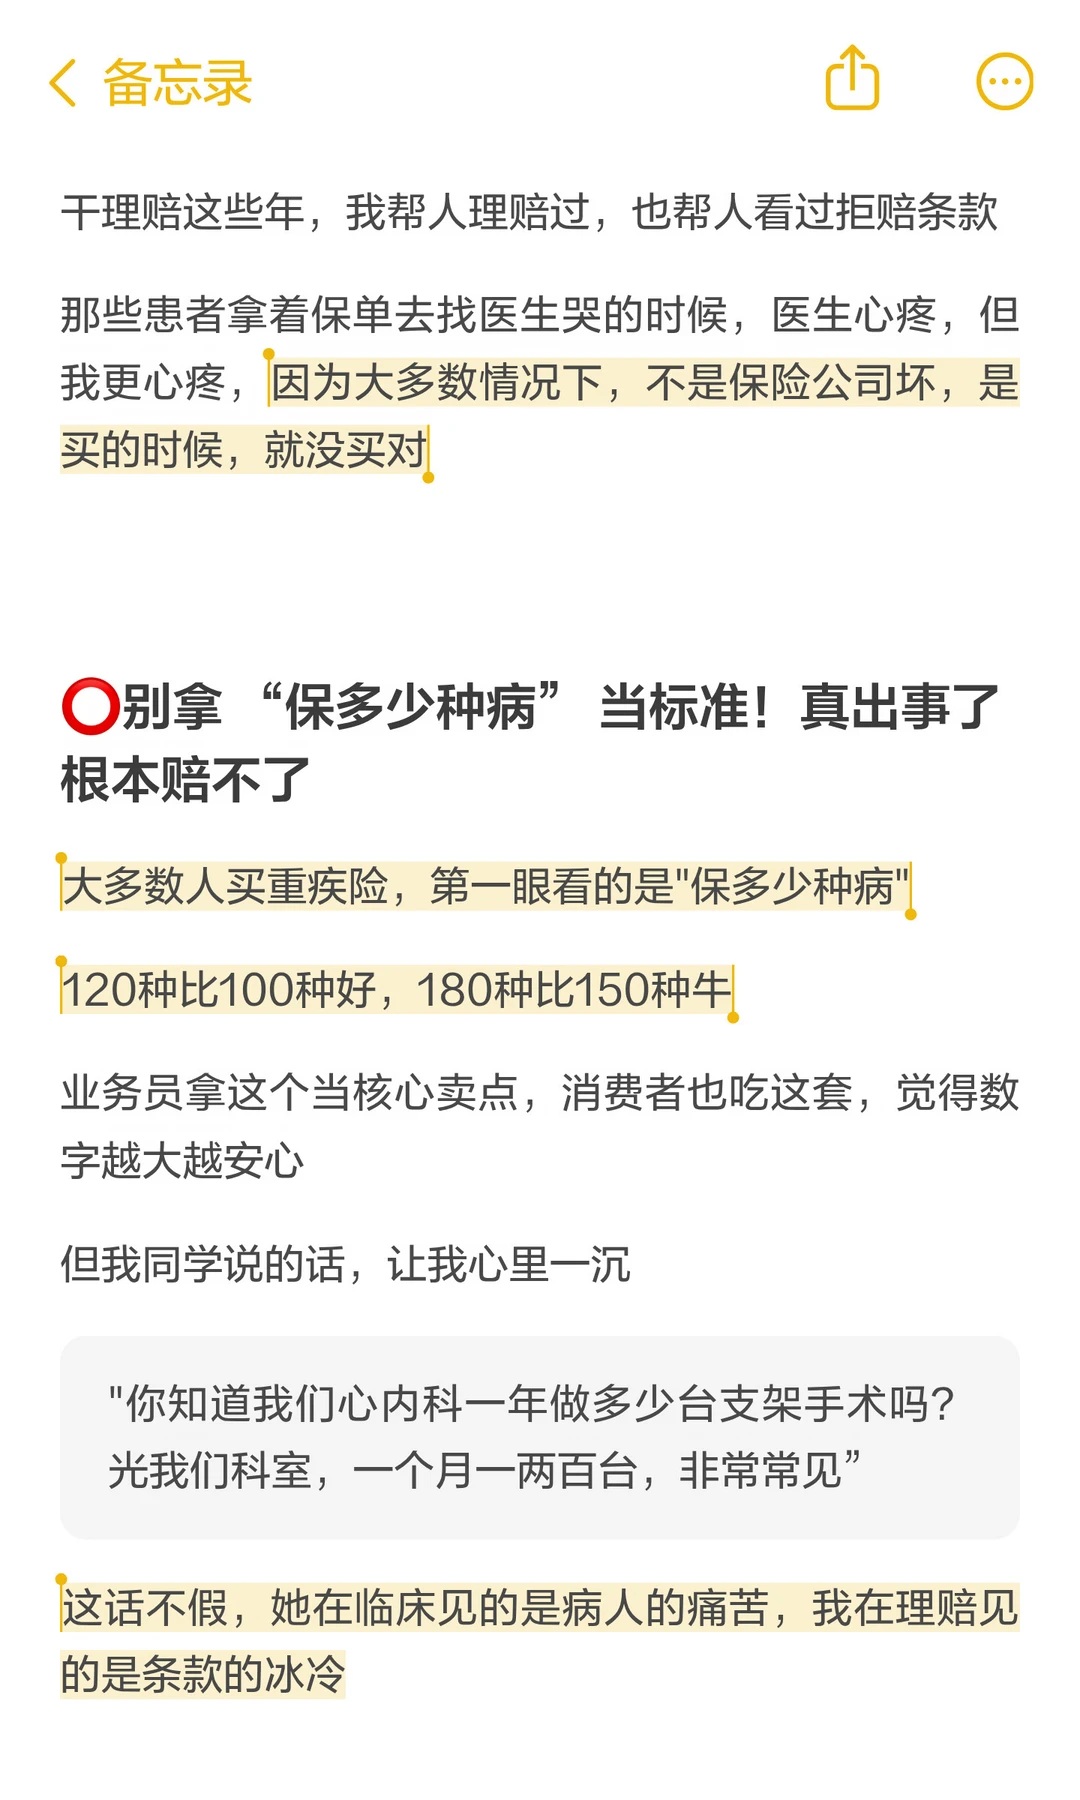 备忘录
干理赔这些年，我帮人理赔过，也帮人看过拒赔条款
那些患者拿着保单去找医生哭的时候，医生心疼，但
我更心疼，因为大多数情况下，不是保险公司坏，是
买的时候，就没买对
⭕别拿 “保多少种病” 当标准！真出事了
根本赔不了
大多数人买重疾险，第一眼看的是"保多少种病"
120种比100种好，180种比150种牛
业务员拿这个当核心卖点，消费者也吃这套，觉得数
字越大越安心
但我同学说的话，让我心里一沉
"你知道我们心内科一年做多少台支架手术吗？
光我们科室，一个月一两百台，非常常见”
这话不假，她在临床见的是病人的痛苦，我在理赔见
的是条款的冰冷